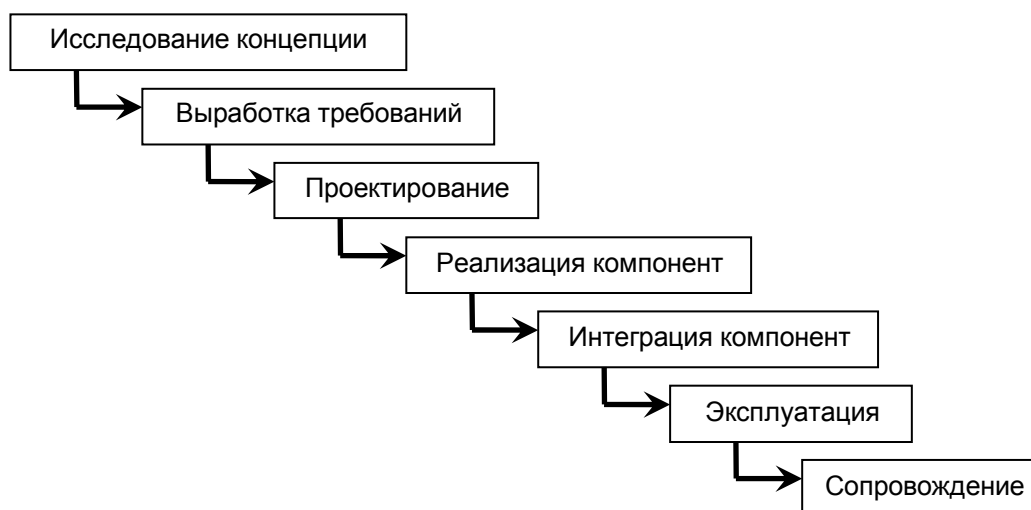 Исследование концепции
Выработка требований
Проектирование
Реализация компонент
Интеграция компонент
Эксплуатация
Сопровождение